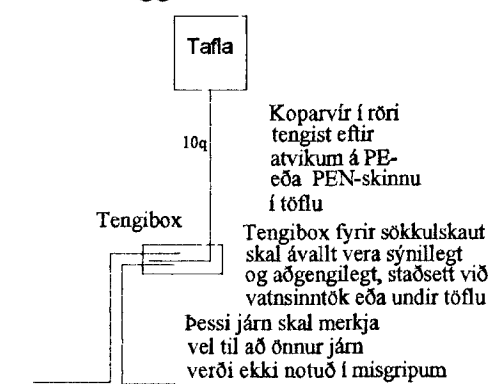 Tafla
Koparvír í röri
tengist eftir
atvikum á PE-
eða PEN-skinnu
í töflu
10q
Tengibox
Tengibox fyrir sökkulskaut
skal ávallt vera sýnillegt
og aðgengilegt, staðsett við
vatnsinntök eða undir töflu
Þessi járn skal merkja
vel til að önnur járn
verði ekki notuð í misgripum